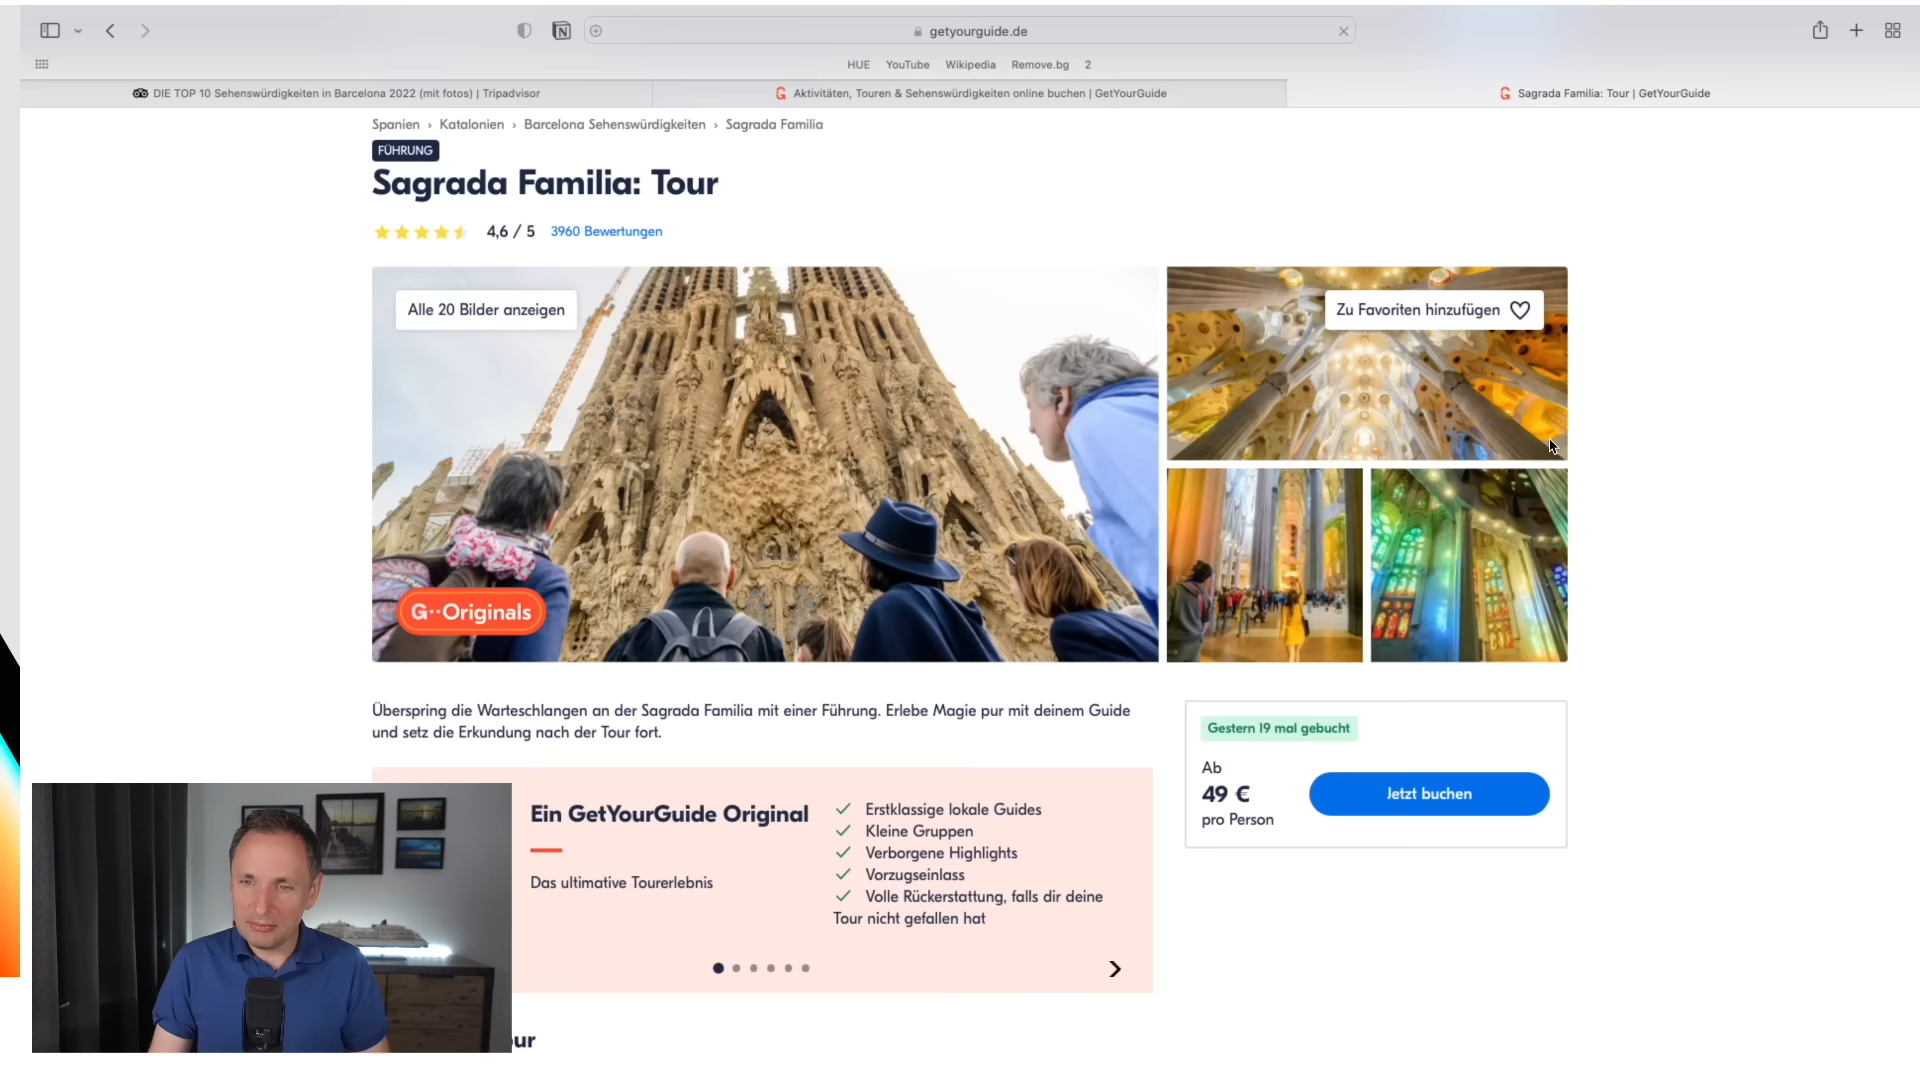 getyourguide.de
HUE YouTube Wikipedia Remove.bg 2
DIE TOP 10 Sehenswürdigkeiten in Barcelona 2022 (mit fotos) | Tripadvisor
Aktivitäten, Touren & Sehenswürdigkeiten online buchen | GetYourGuide
Sagrada Familia: Tour | GetYourGuide
Spanien › Katalonien › Barcelona Sehenswürdigkeiten › Sagrada Familia
FÜHRUNG
Sagrada Familia: Tour
4,6 / 5 3960 Bewertungen
Alle 20 Bilder anzeigen
Zu Favoriten hinzufügen
G··Originals
Überspring die Warteschlangen an der Sagrada Familia mit einer Führung. Erlebe Magie pur mit deinem Guide
und setz die Erkundung nach der Tour fort.
Gestern 19 mal gebucht
Ab
49 €
pro Person
Jetzt buchen
Ein GetYourGuide Original
Das ultimative Tourerlebnis
Erstklassige lokale Guides
Kleine Gruppen
Verborgene Highlights
Vorzugseinlass
Volle Rückerstattung, falls dir deine
Tour nicht gefallen hat